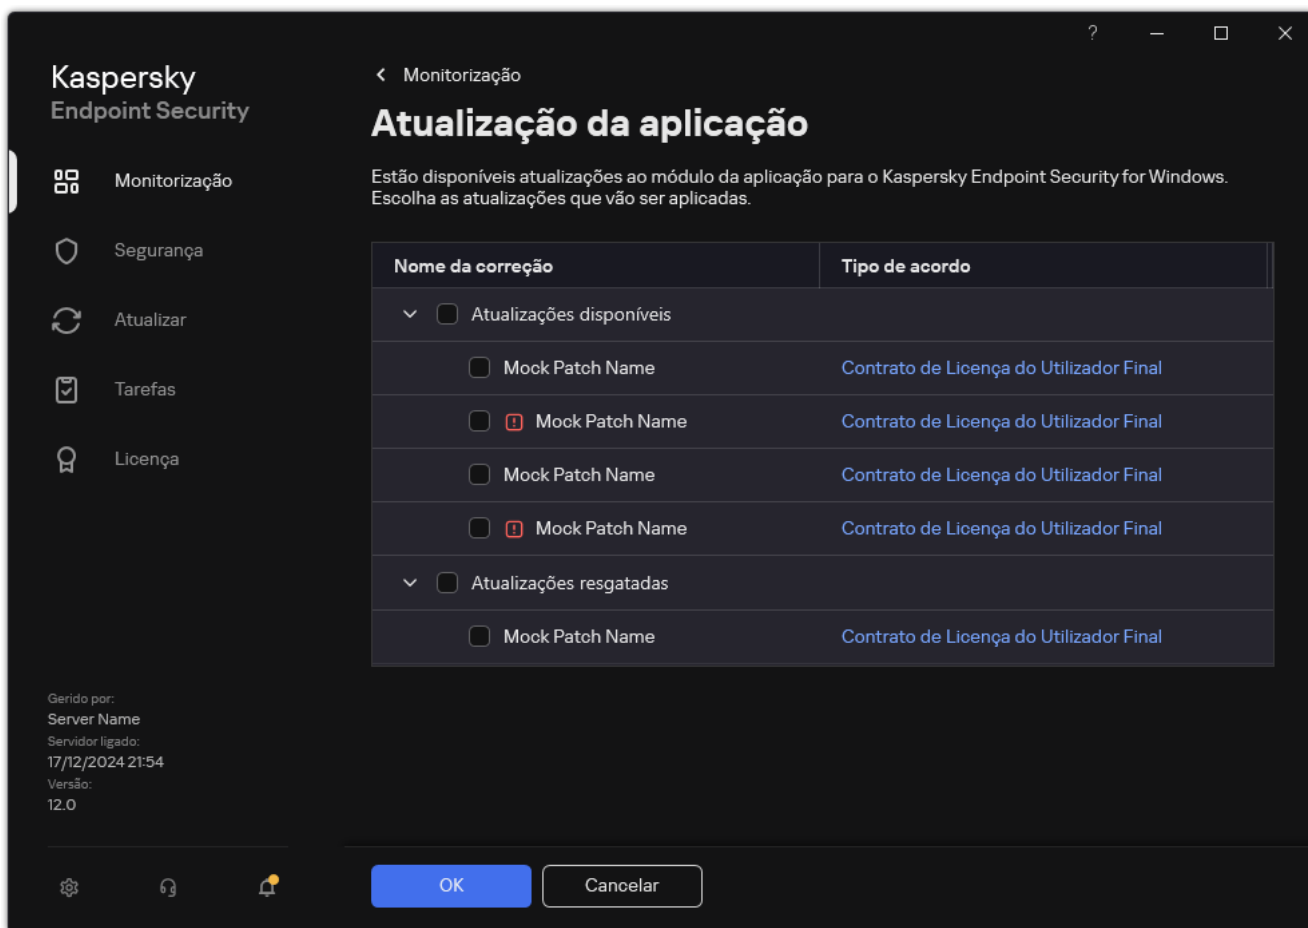 ?
Kaspersky
Endpoint Security
Monitorização
Segurança
Atualizar
Tarefas
Licença
Gerido por:
Server Name
Servidor ligado:
17/12/2024 21:54
Versão:
12.0
Monitorização
Atualização da aplicação
Estão disponíveis atualizações ao módulo da aplicação para o Kaspersky Endpoint Security for Windows.
Escolha as atualizações que vão ser aplicadas.
Nome da correção Tipo de acordo
Atualizações disponíveis
Mock Patch Name Contrato de Licença do Utilizador Final
Mock Patch Name Contrato de Licença do Utilizador Final
Mock Patch Name Contrato de Licença do Utilizador Final
Mock Patch Name Contrato de Licença do Utilizador Final
Atualizações resgatadas
Mock Patch Name Contrato de Licença do Utilizador Final
OK Cancelar